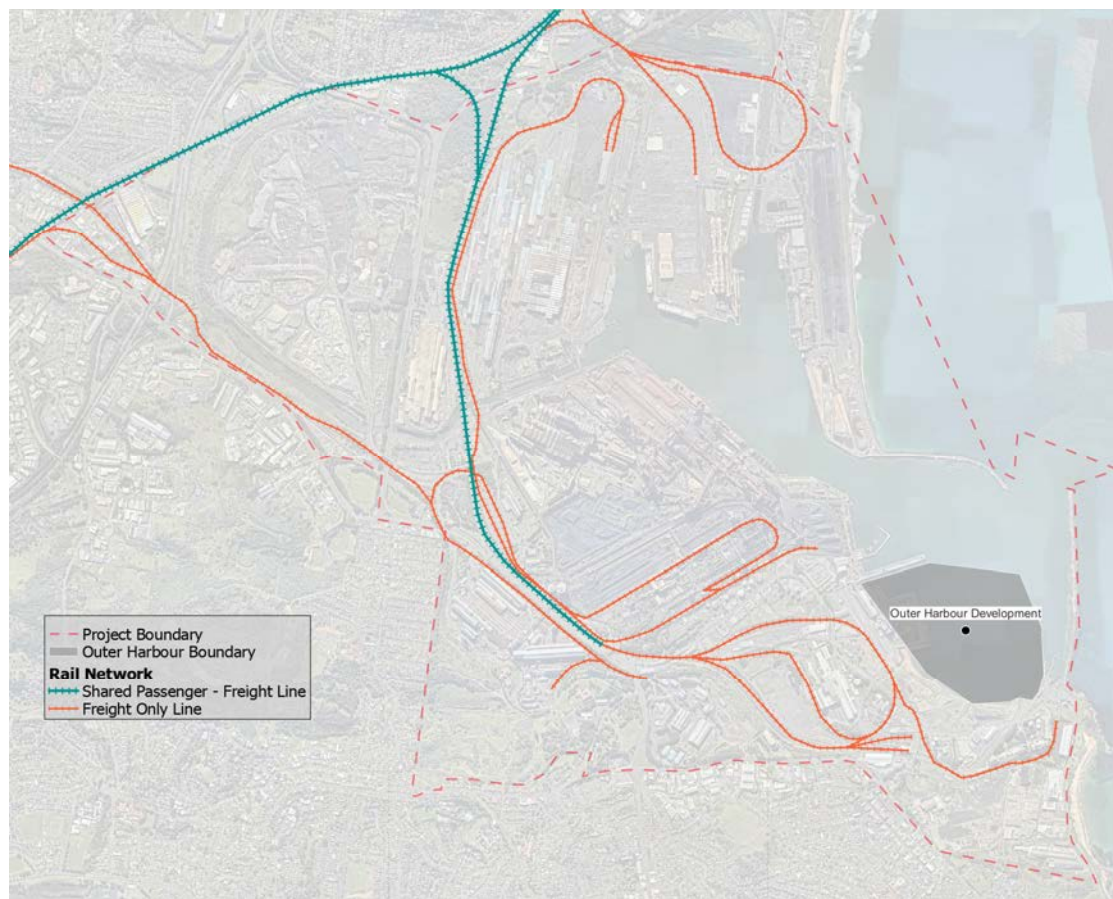 Outer Harbour Development
Project Boundary
Outer Harbour Boundary
Rail Network
Shared Passenger - Freight Line
Freight Only Line